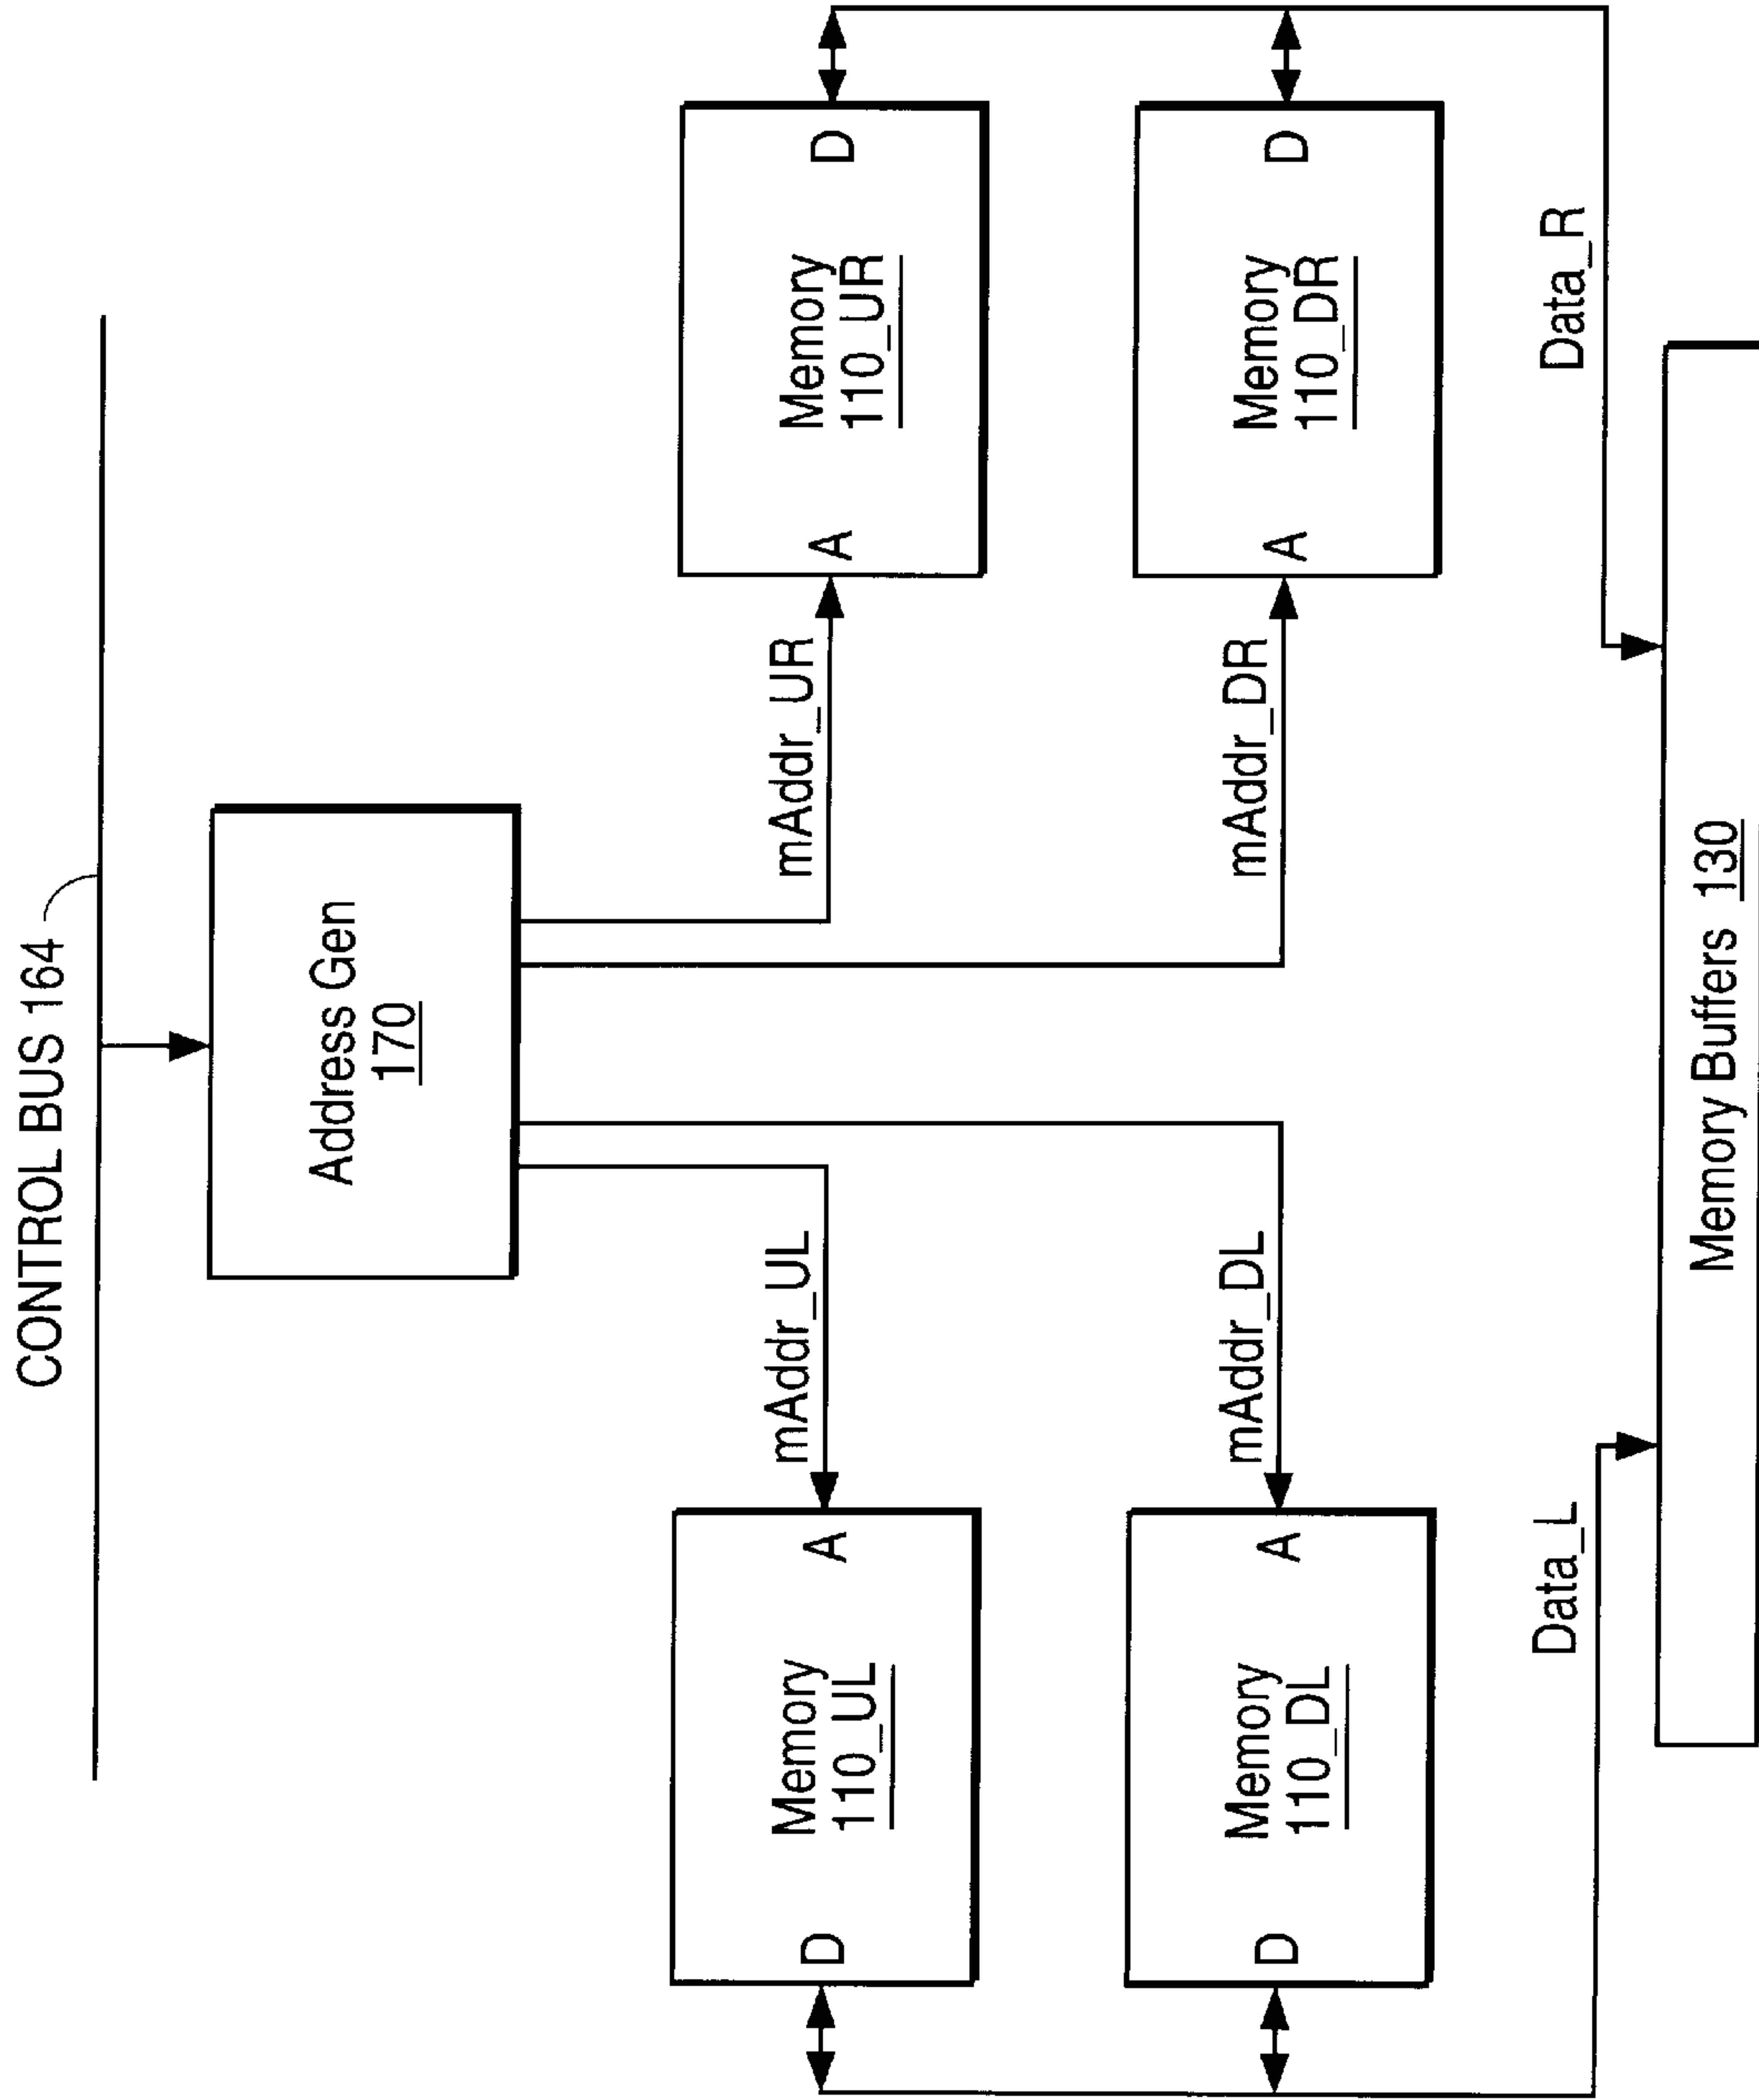 CONTROL BUS 164
Address Gen
170
mAddr_UL
mAddr_UR
D
Memory
110_UL
A
A
Memory
110_UR
D
mAddr_DL
mAddr_DR
D
Memory
110_DL
A
A
Memory
110_DR
D
Data_L
Data_R
Memory Buffers 130